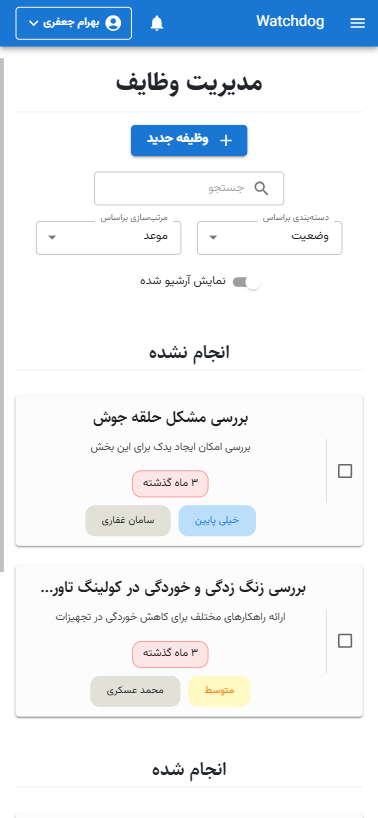 Watchdog
بهرام جعفری
مدیریت وظایف
وظیفه جدید
جستجو
دسته‌بندی براساس
وضعیت
مرتب‌سازی براساس
موعد
نمایش آرشیو شده
انجام نشده
بررسی مشکل حلقه جوش
بررسی امکان ایجاد یدک برای این بخش
۳ ماه گذشته
خیلی پایین
سامان غفاری
بررسی زنگ زدگی و خوردگی در کولینگ تاور...
ارائه راهکارهای مختلف برای کاهش خوردگی در تجهیزات
۳ ماه گذشته
متوسط
محمد عسکری
انجام شده